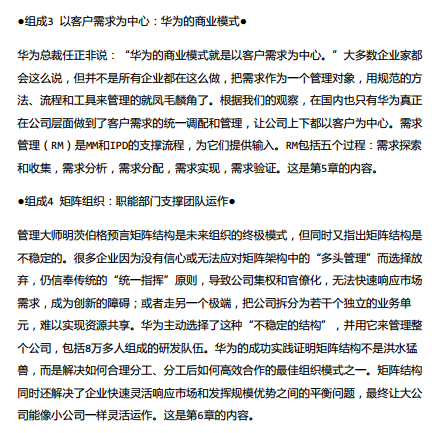 ●组成3 以客户需求为中心：华为的商业模式●
华为总裁任正非说：“华为的商业模式就是以客户需求为中心。”大多数企业家都
会这么说，但并不是所有企业都在这么做，把需求作为一个管理对象，用规范的方
法、流程和工具来管理的就凤毛麟角了。根据我们的观察，在国内也只有华为真正
在公司层面做到了客户需求的统一调配和管理，让公司上下都以客户为中心。需求
管理（RM）是MM和IPD的支撑流程，为它们提供输入。RM包括五个过程：需求探索
和收集，需求分析，需求分配，需求实现，需求验证。这是第5章的内容。
●组成4 矩阵组织：职能部门支撑团队运作●
管理大师明茨伯格预言矩阵结构是未来组织的终极模式，但同时又指出矩阵结构是
不稳定的。很多企业因为没有信心或无法应对矩阵架构中的“多头管理”而选择放
弃，仍信奉传统的“统一指挥”原则，导致公司集权和官僚化，无法快速响应市场
需求，成为创新的障碍；或者走另一个极端，把公司拆分为若干个独立的业务单
元，难以实现资源共享。华为主动选择了这种“不稳定的结构”，并用它来管理整
个公司，包括8万多人组成的研发队伍。华为的成功实践证明矩阵结构不是洪水猛
兽，而是解决如何合理分工、分工后如何高效合作的最佳组织模式之一。矩阵结构
同时还解决了企业快速灵活响应市场和发挥规模优势之间的平衡问题，最终让大公
司能像小公司一样灵活运作。这是第6章的内容。